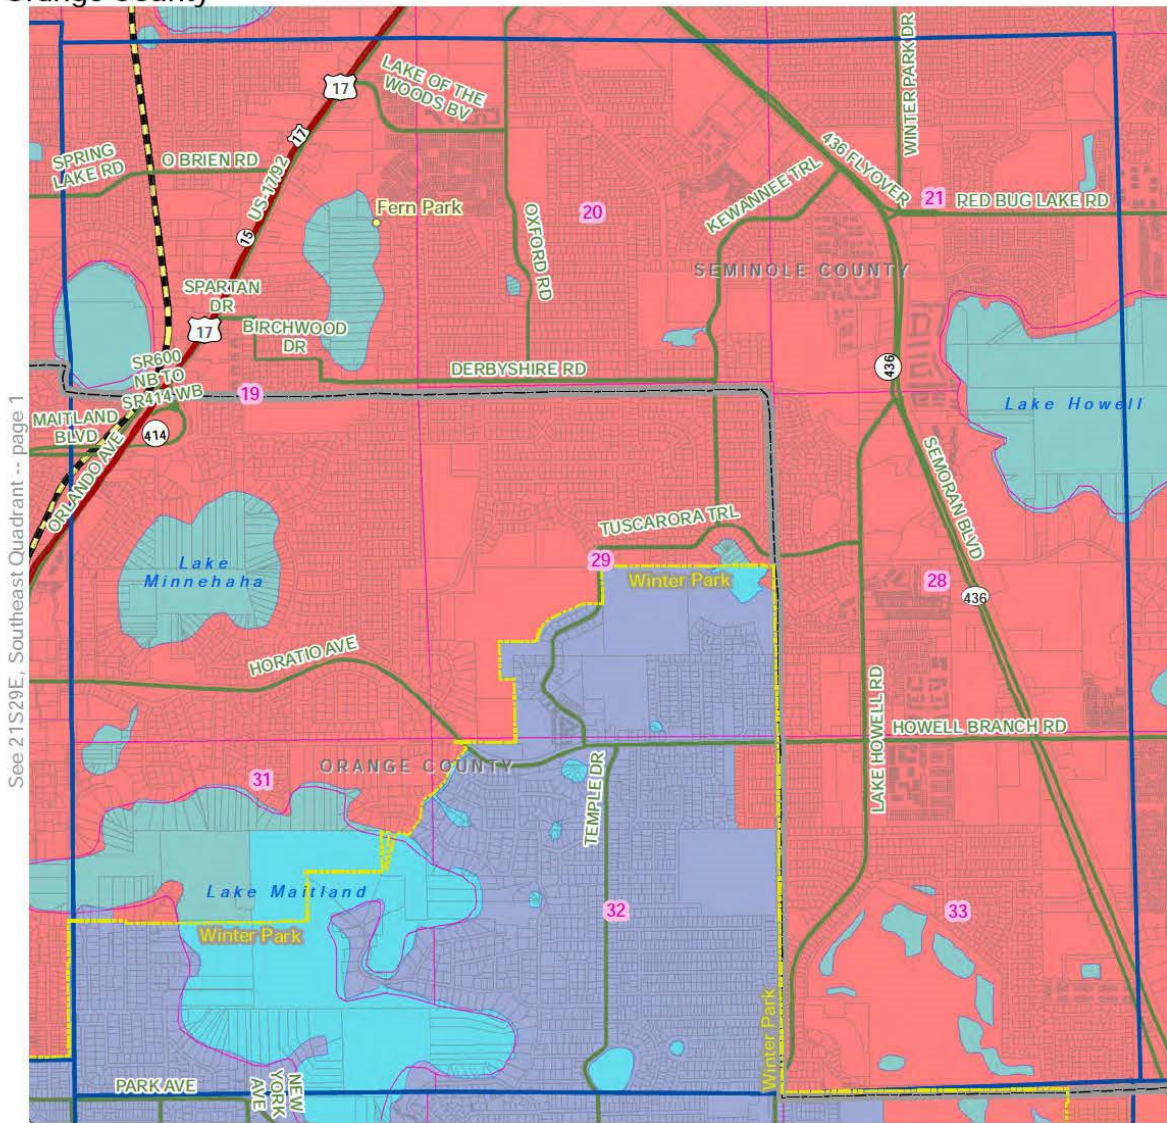 Orange County
17
LAKE OF THE
WOODS BV
WINTER PARK DR
17
436 FLYOVER
SPRING
LAKE RD
O BRIEN RD
US-17/92
KEWANNEE TRL
21
RED BUG LAKE RD
Fern Park
20
OXFORD RD
15
SEMINOLE COUNTY
SPARTAN
DR
17
BIRCHWOOD
DR
SR600
NB TO
SR414 WB
DERBYSHIRE RD
436
19
Lake Howell
MAITLAND
BLVD
414
ORLANDO AVE
SEMORAN BLVD
See 21S29E, Southeast Quadrant -- page 1
TUSCARORA TRL
Lake
Minnehaha
29
Winter Park
28
436
HORATIO AVE
LAKE HOWELL RD
HOWELL BRANCH RD
ORANGE COUNTY
31
TEMPLE DR
Lake Maitland
32
33
Winter Park
Winter Park
PARK AVE
NEW
YORK
AVE